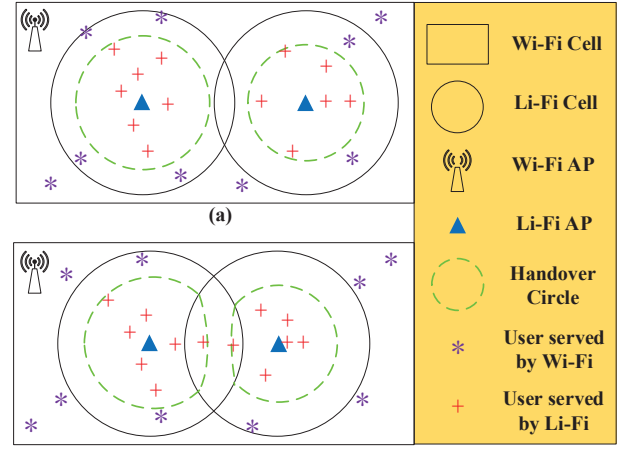 (a)
Wi-Fi Cell
Li-Fi Cell
Wi-Fi AP
Li-Fi AP
Handover
Circle
User served
by Wi-Fi
User served
by Li-Fi